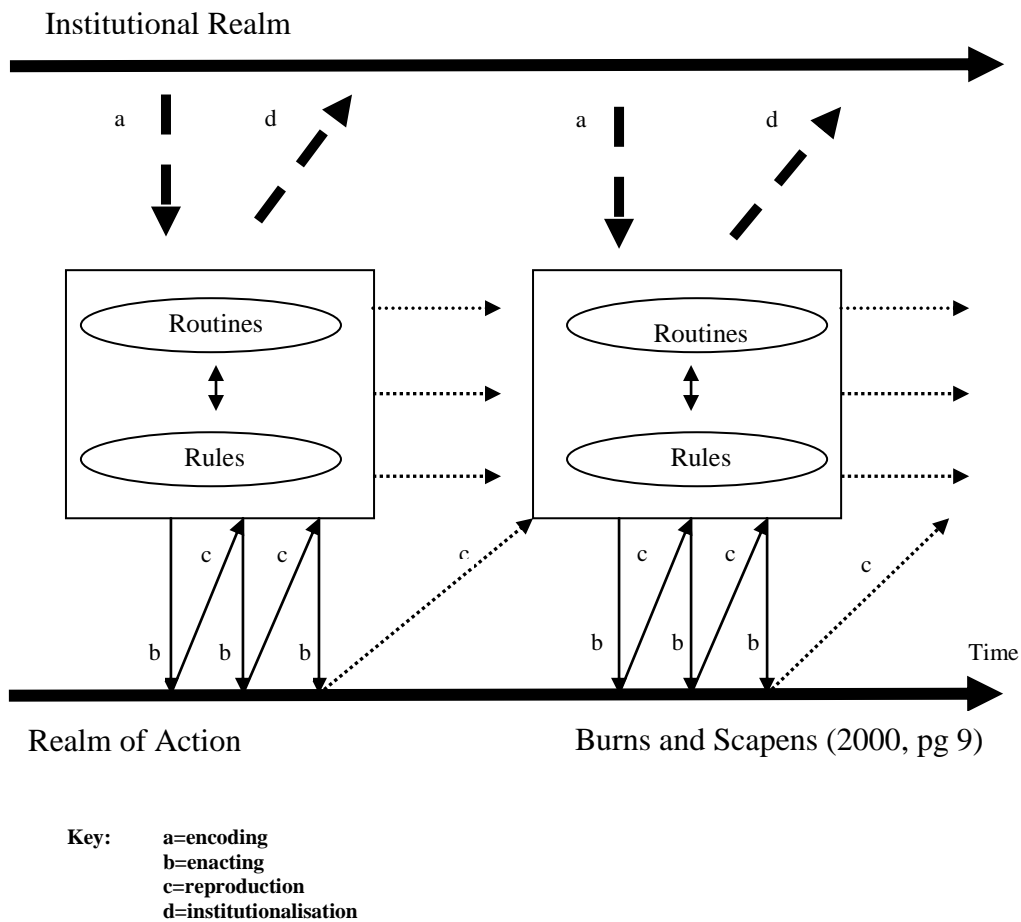 Institutional Realm
a d a d
Routines Routines
Rules Rules
c c c c c c
b b b b b b
Time
Realm of Action Burns and Scapens (2000, pg 9)
Key: a=encoding
b=enacting
c=reproduction
d=institutionalisation